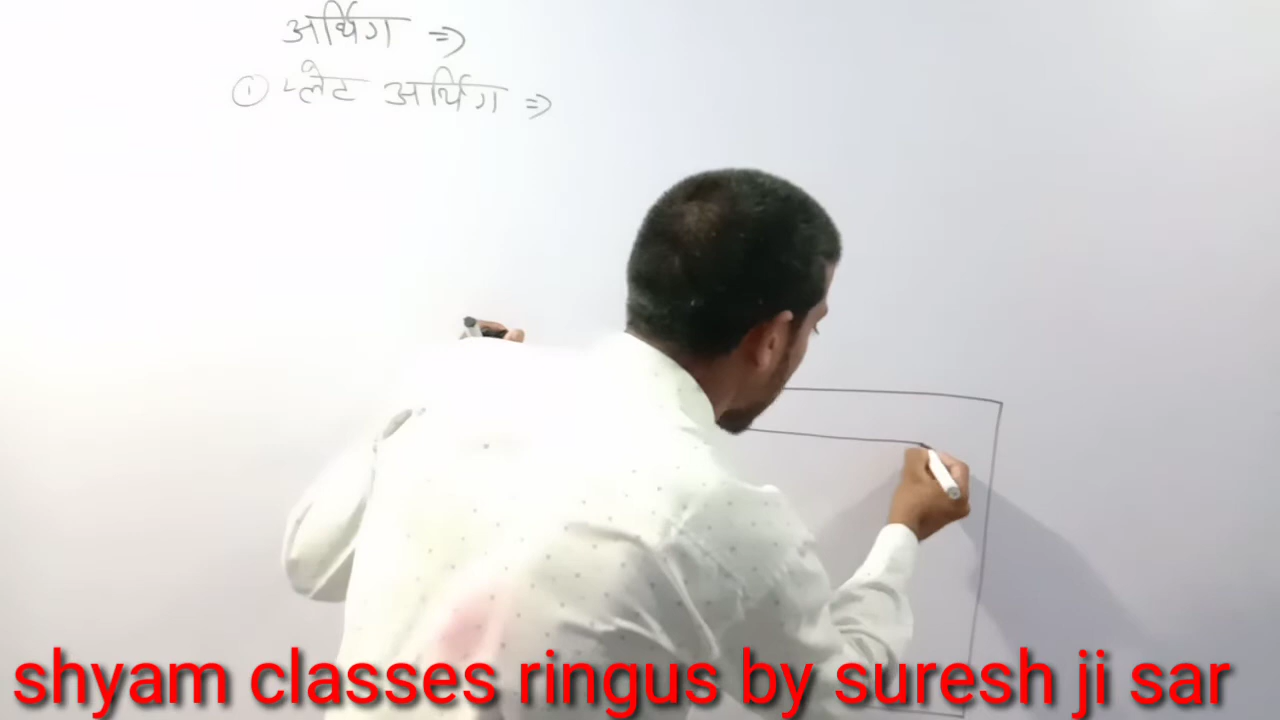 अर्थिग =>
① प्लेट अर्थिग =>
shyam classes ringus by suresh ji sar